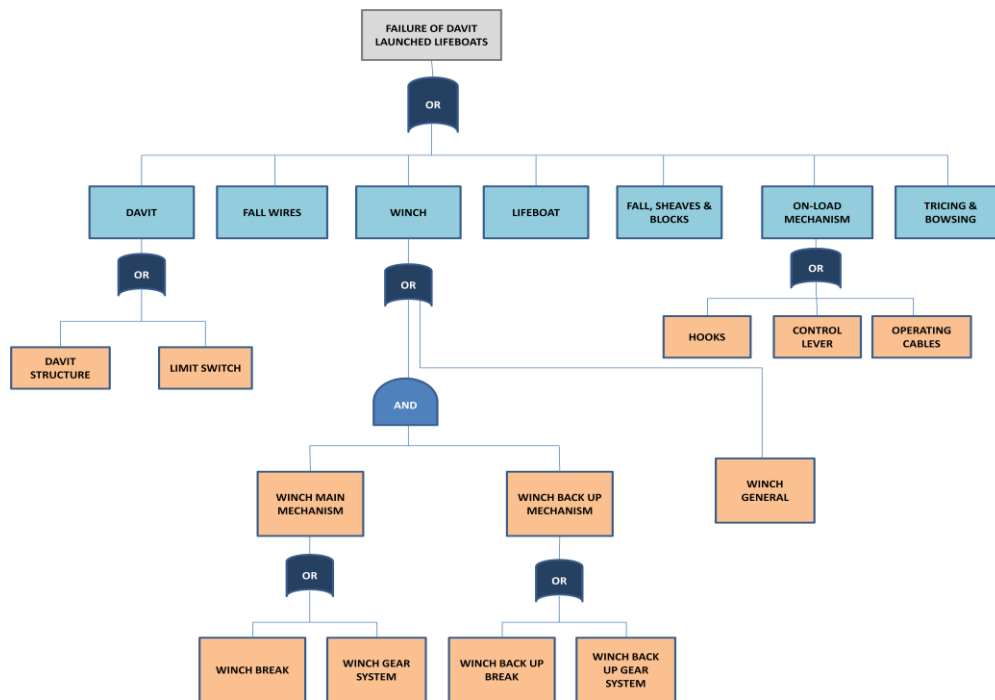 FAILURE OF DAVIT
LAUNCHED LIFEBOATS
OR
DAVIT
FALL WIRES
WINCH
LIFEBOAT
FALL, SHEAVES &
BLOCKS
ON-LOAD
MECHANISM
TRICING &
BOWSING
OR
OR
OR
DAVIT
STRUCTURE
LIMIT SWITCH
HOOKS
CONTROL
LEVER
OPERATING
CABLES
AND
WINCH MAIN
MECHANISM
WINCH BACK UP
MECHANISM
WINCH
GENERAL
OR
OR
WINCH BREAK
WINCH GEAR
SYSTEM
WINCH BACK UP
BREAK
WINCH BACK
UP GEAR
SYSTEM